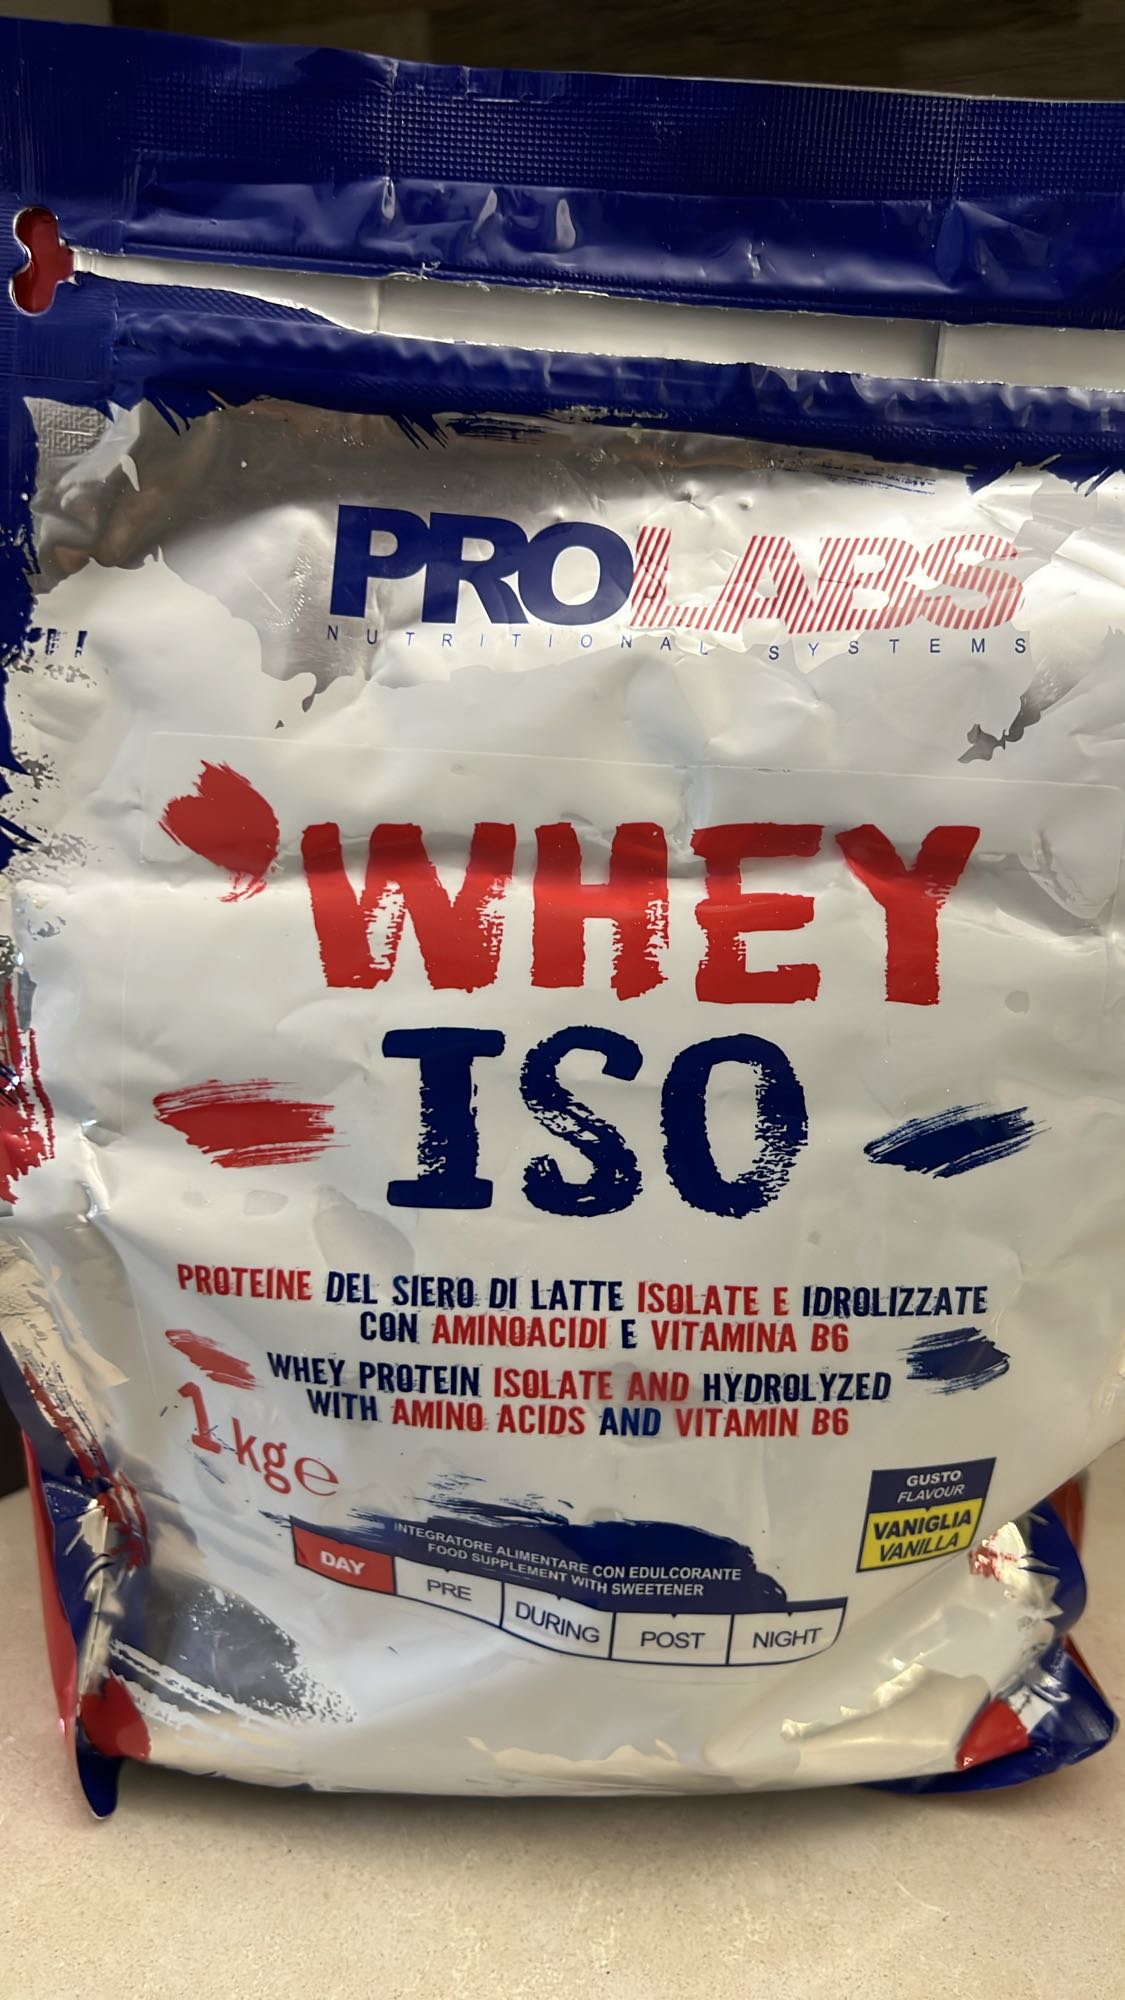 PROLABS
NUTRITIONAL SYSTEMS
WHEY
ISO
PROTEINE DEL SIERO DI LATTE ISOLATE E IDROLIZZATE
CON AMINOACIDI E VITAMINA B6
WHEY PROTEIN ISOLATE AND HYDROLYZED
WITH AMINO ACIDS AND VITAMIN B6
1 kg e
GUSTO
FLAVOUR
VANIGLIA
VANILLA
INTEGRATORE ALIMENTARE CON EDULCORANTE
FOOD SUPPLEMENT WITH SWEETENER
DAY PRE DURING POST NIGHT